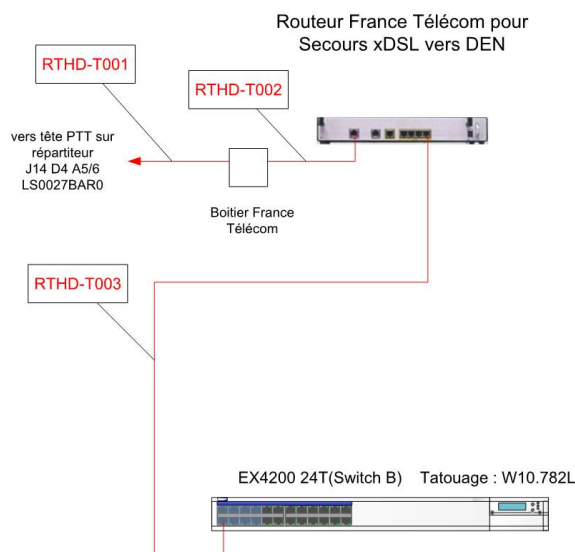 Routeur France Télécom pour
Secours xDSL vers DEN
RTHD-T001
RTHD-T002
vers tête PTT sur
répartiteur
J14 D4 A5/6
LS0027BAR0
Boitier France
Télécom
RTHD-T003
EX4200 24T(Switch B) Tatouage : W10.782L